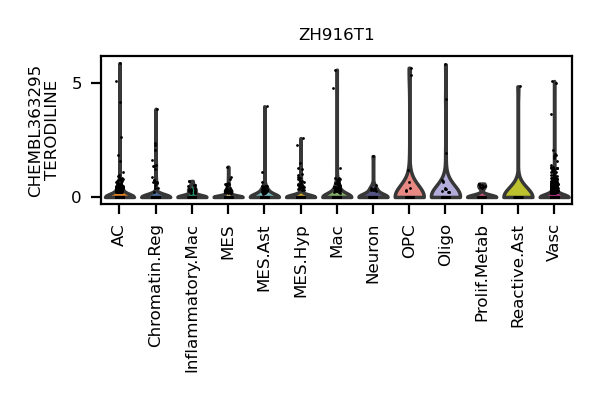 ZH916T1
CHEMBL363295
TERODILINE
5
0
AC
Chromatin.Reg
Inflammatory.Mac
MES
MES.Ast
MES.Hyp
Mac
Neuron
OPC
Oligo
Prolif.Metab
Reactive.Ast
Vasc